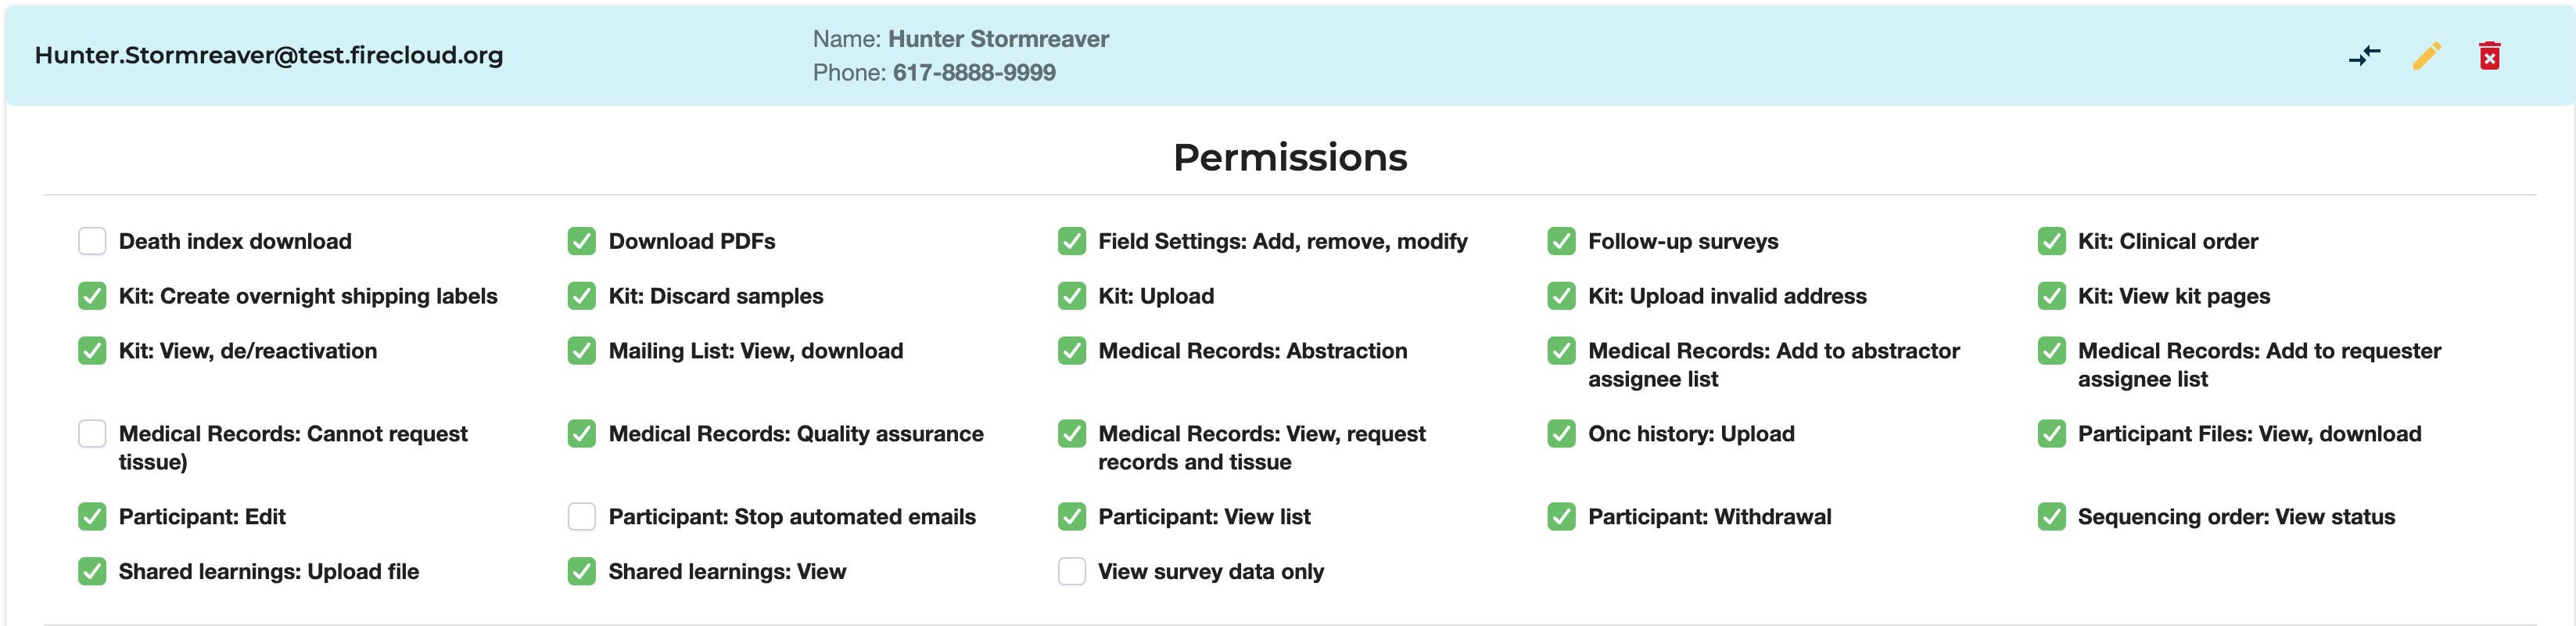 Hunter.Stormreaver@test.firecloud.org
Name: Hunter Stormreaver
Phone: 617-8888-9999
Permissions
Death index download
Download PDFs
Field Settings: Add, remove, modify
Follow-up surveys
Kit: Clinical order
Kit: Create overnight shipping labels
Kit: Discard samples
Kit: Upload
Kit: Upload invalid address
Kit: View kit pages
Kit: View, de/reactivation
Mailing List: View, download
Medical Records: Abstraction
Medical Records: Add to abstractor
assignee list
Medical Records: Add to requester
assignee list
Medical Records: Cannot request
tissue)
Medical Records: Quality assurance
Medical Records: View, request
records and tissue
Onc history: Upload
Participant Files: View, download
Participant: Edit
Participant: Stop automated emails
Participant: View list
Participant: Withdrawal
Sequencing order: View status
Shared learnings: Upload file
Shared learnings: View
View survey data only